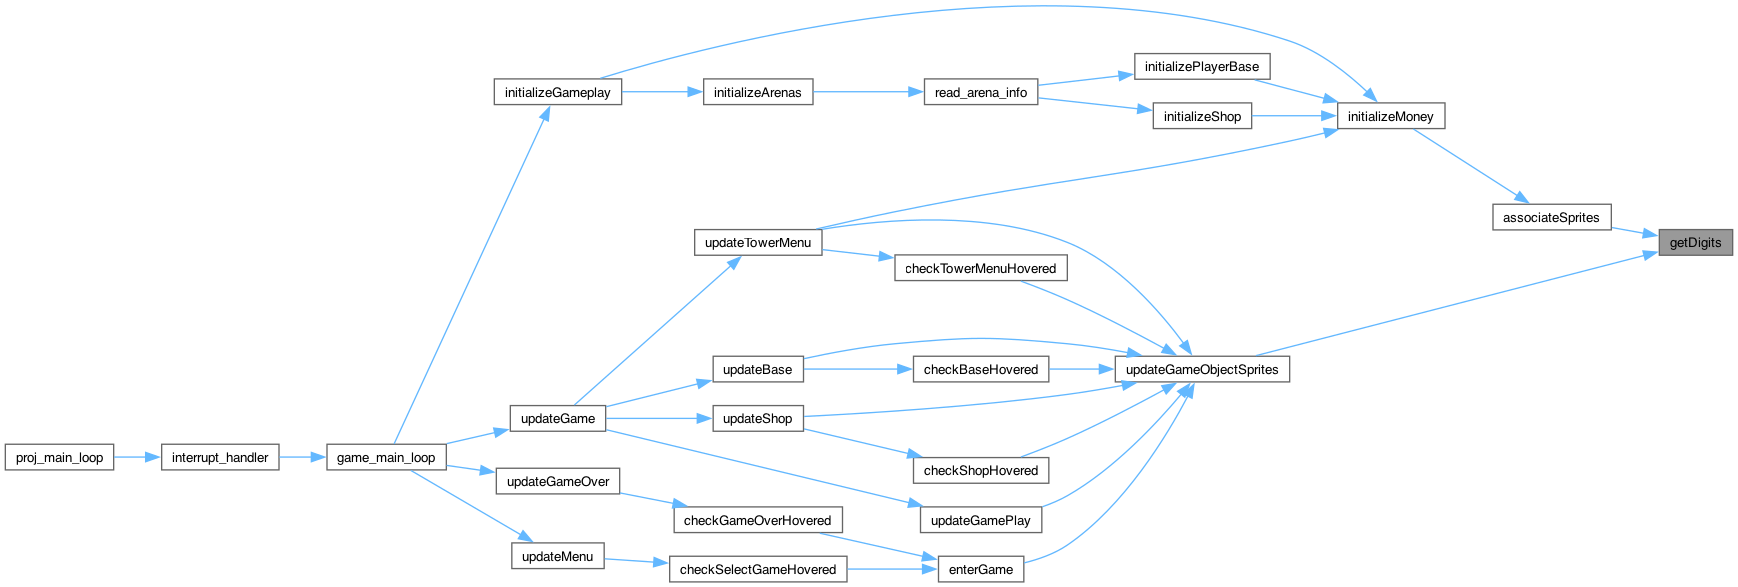 initializePlayerBase
initializeGameplay
initializeArenas
read_arena_info
initializeShop
initializeMoney
associateSprites
updateTowerMenu
getDigits
checkTowerMenuHovered
updateBase
checkBaseHovered
updateGameObjectSprites
updateGame
updateShop
proj_main_loop
interrupt_handler
game_main_loop
checkShopHovered
updateGameOver
checkGameOverHovered
updateGamePlay
updateMenu
checkSelectGameHovered
enterGame